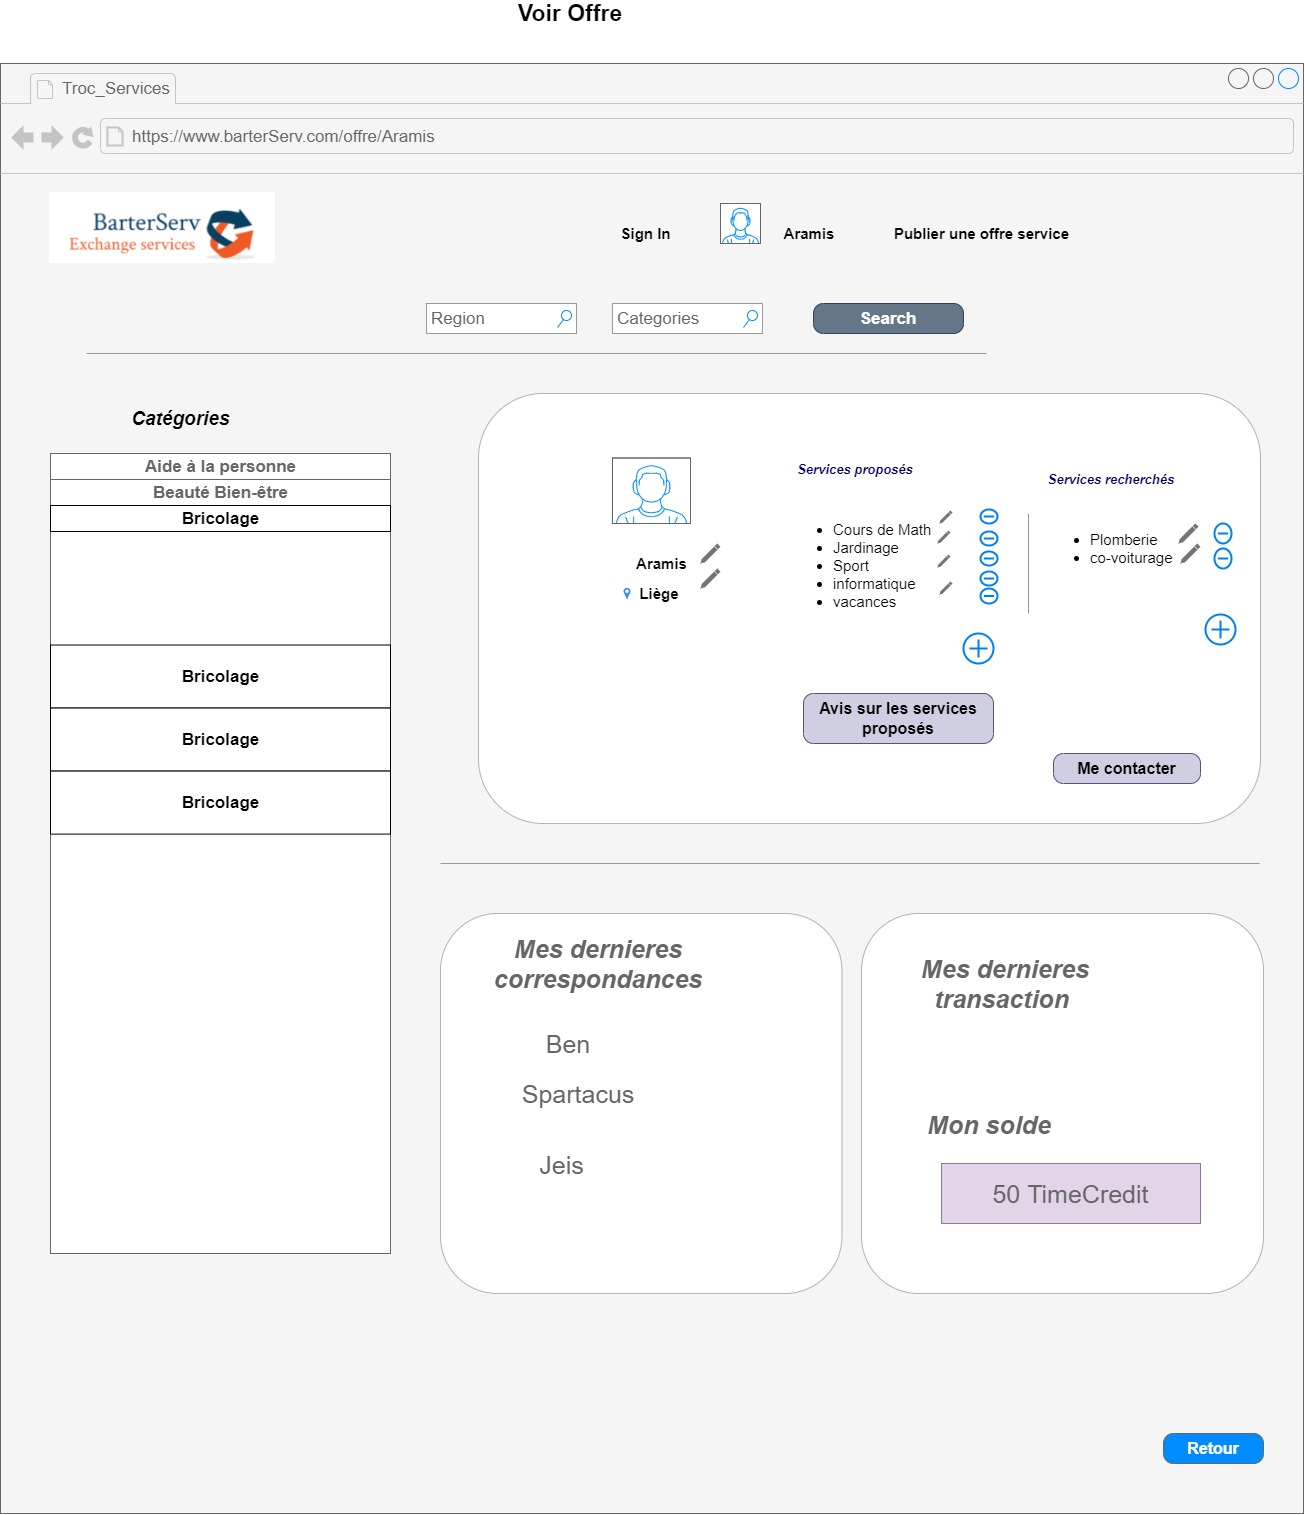 Voir Offre
Troc_Services
https://www.barterServ.com/offre/Aramis
BarterServ
Exchange services
Sign In
Aramis
Publier une offre service
Region
Categories
Search
Catégories
Aide à la personne
Beauté Bien-être
Bricolage
Bricolage
Bricolage
Bricolage
Aramis
Liège
Services proposés
Cours de Math
Jardinage
Sport
informatique
vacances
Avis sur les services
proposés
Services recherchés
Plomberie
co-voiturage
Me contacter
Mes dernieres
correspondances
Ben
Spartacus
Jeis
Mes dernieres
transaction
Mon solde
50 TimeCredit
Retour